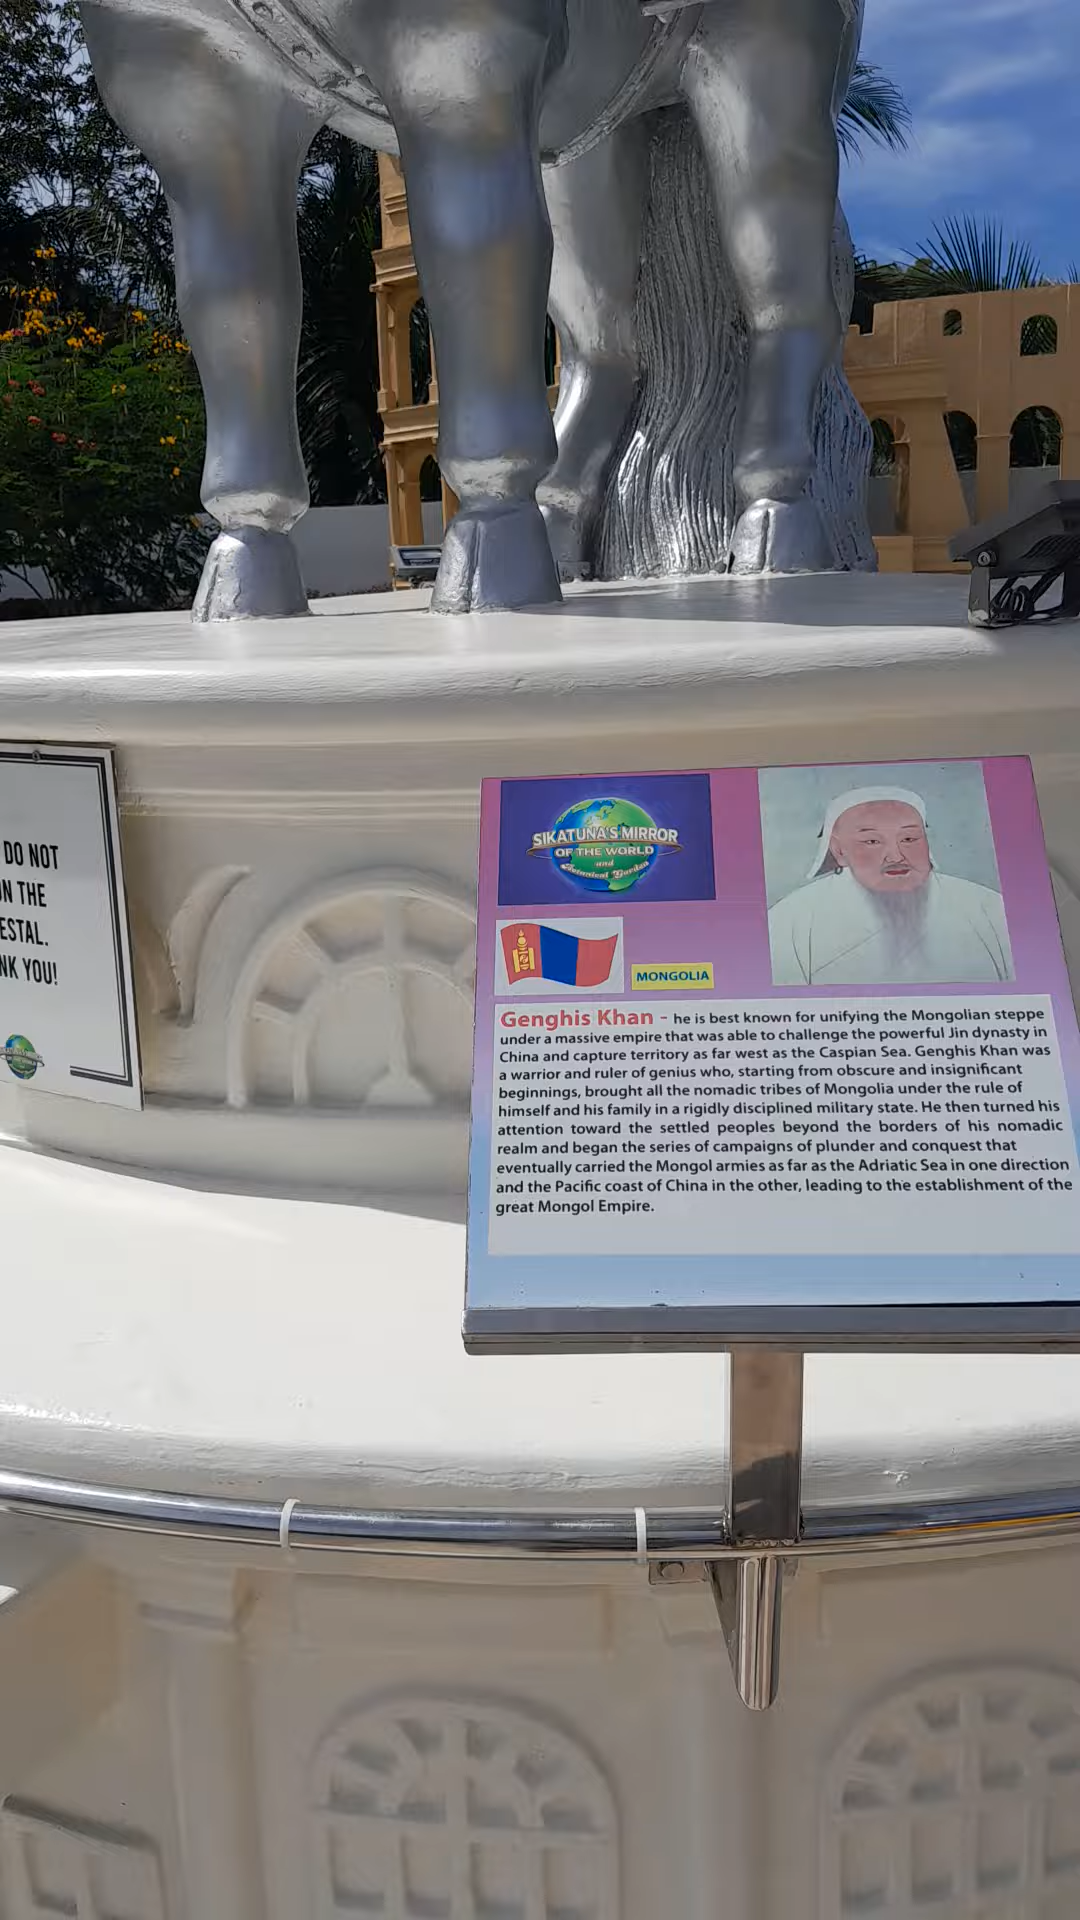 DO NOT
THE
NK YOU!
SIKATUNA'S MIRROR
OF THE WORLD
and
Botanical Garden
MONGOLIA
Genghis Khan - he is best known for unifying the Mongolian steppe
under a massive empire that was able to challenge the powerful Jin dynasty in
China and capture territory as far west as the Caspian Sea. Genghis Khan was
a warrior and ruler of genius who, starting from obscure and insignificant
beginnings, brought all the nomadic tribes of Mongolia under the rule of
himself and his family in a rigidly disciplined military state. He then turned his
attention toward the settled peoples beyond the borders of his nomadic
realm and began the series of campaigns of plunder and conquest that
eventually carried the Mongol armies as far as the Adriatic Sea in one direction
and the Pacific coast of China in the other, leading to the establishment of the
great Mongol Empire.